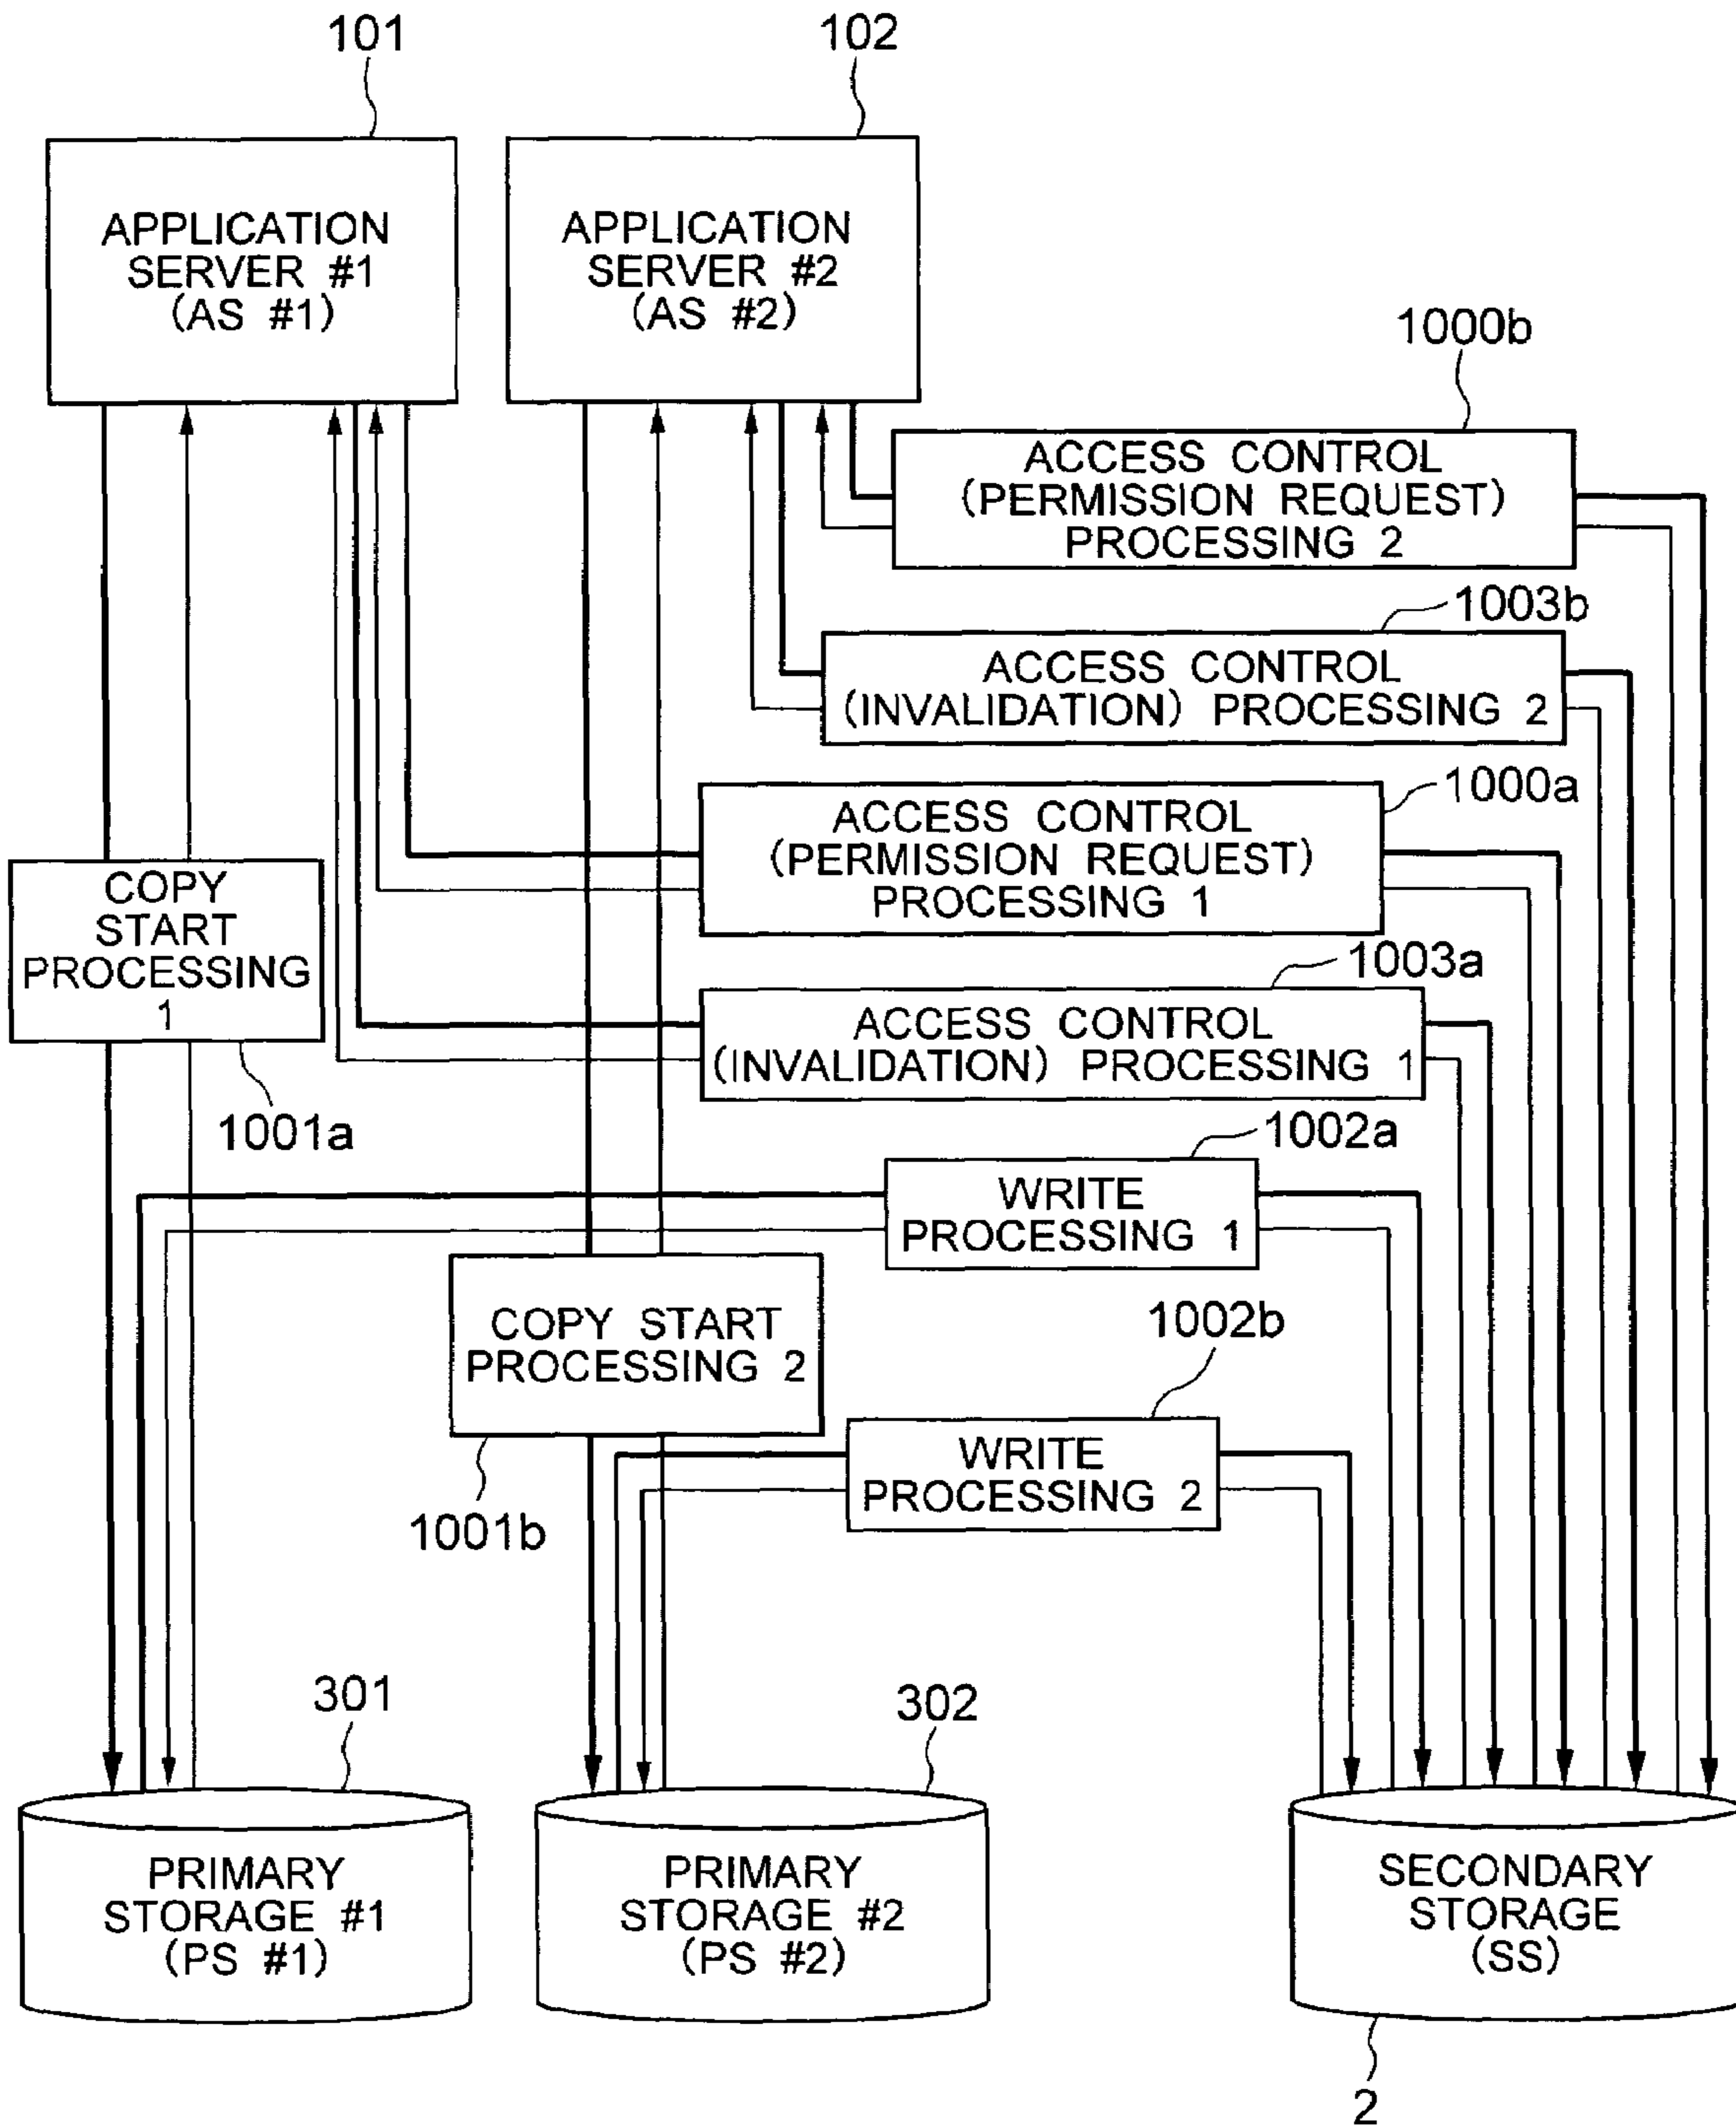 101
102
APPLICATION
SERVER #1
(AS #1)
APPLICATION
SERVER #2
(AS #2)
1000b
ACCESS CONTROL
(PERMISSION REQUEST)
PROCESSING 2
1003b
ACCESS CONTROL
(INVALIDATION) PROCESSING 2
1000a
ACCESS CONTROL
(PERMISSION REQUEST)
PROCESSING 1
COPY
START
PROCESSING
1
1003a
ACCESS CONTROL
(INVALIDATION) PROCESSING 1
1001a
1002a
WRITE
PROCESSING 1
COPY START
PROCESSING 2
1002b
WRITE
PROCESSING 2
1001b
301
302
PRIMARY
STORAGE #1
(PS #1)
PRIMARY
STORAGE #2
(PS #2)
SECONDARY
STORAGE
(SS)
2